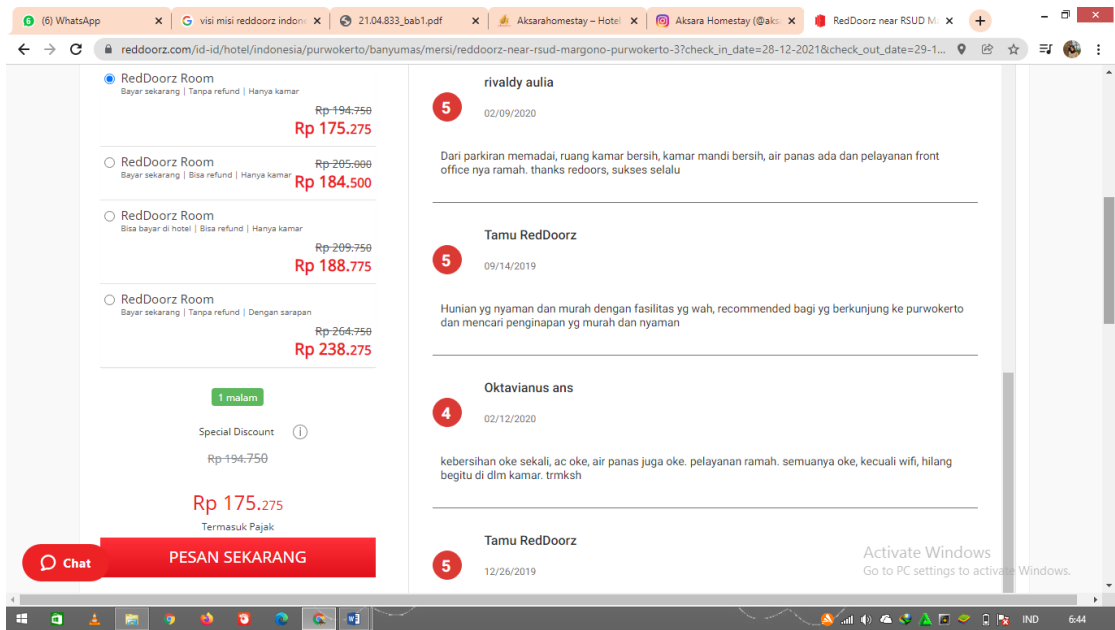 (6) WhatsApp
visi misi reddoorz indon
21.04.833_bab1.pdf
Aksarahomestay – Hotel
Aksara Homestay (@aks
RedDoorz near RSUD M
reddoorz.com/id-id/hotel/indonesia/purwokerto/banyumas/mersi/reddoorz-near-rsud-margono-purwokerto-3?check_in_date=28-12-2021&check_out_date=29-1...
RedDoorz Room
Bayar sekarang | Tanpa refund | Hanya kamar
Rp 194.750
Rp 175.275
RedDoorz Room
Bayar sekarang | Bisa refund | Hanya kamar
Rp 205.000
Rp 184.500
RedDoorz Room
Bisa bayar di hotel | Bisa refund | Hanya kamar
Rp 209.750
Rp 188.775
RedDoorz Room
Bayar sekarang | Tanpa refund | Dengan sarapan
Rp 264.750
Rp 238.275
1 malam
Special Discount
Rp 194.750
Rp 175.275
Termasuk Pajak
PESAN SEKARANG
Chat
rivaldy aulia
5
02/09/2020
Dari parkiran memadai, ruang kamar bersih, kamar mandi bersih, air panas ada dan pelayanan front
office nya ramah. thanks redoors, sukses selalu
Tamu RedDoorz
5
09/14/2019
Hunian yg nyaman dan murah dengan fasilitas yg wah, recommended bagi yg berkunjung ke purwokerto
dan mencari penginapan yg murah dan nyaman
Oktavianus ans
4
02/12/2020
kebersihan oke sekali, ac oke, air panas juga oke. pelayanan ramah. semuanya oke, kecuali wifi, hilang
begitu di dlm kamar. trmksh
Tamu RedDoorz
5
12/26/2019
Activate Windows
Go to PC settings to activate Windows.
IND
6:44